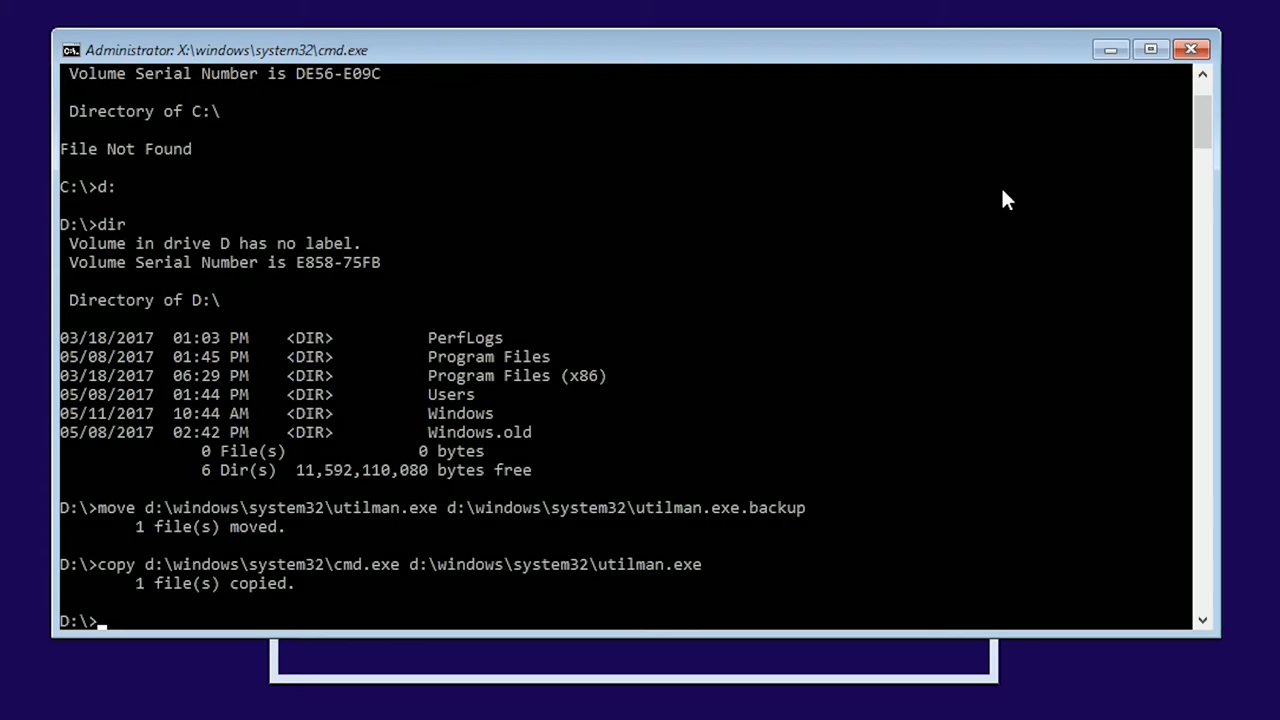 Administrator: X:\windows\system32\cmd.exe
Volume Serial Number is DE56-E09C
Directory of C:\
File Not Found
C:\>d:
D:\>dir
Volume in drive D has no label.
Volume Serial Number is E858-75FB
Directory of D:\
03/18/2017  01:03 PM    <DIR>          PerfLogs
05/08/2017  01:45 PM    <DIR>          Program Files
03/18/2017  06:29 PM    <DIR>          Program Files (x86)
05/08/2017  01:44 PM    <DIR>          Users
05/11/2017  10:44 AM    <DIR>          Windows
05/08/2017  02:42 PM    <DIR>          Windows.old
0 File(s)              0 bytes
6 Dir(s)  11,592,110,080 bytes free
D:\>move d:\windows\system32\utilman.exe d:\windows\system32\utilman.exe.backup
1 file(s) moved.
D:\>copy d:\windows\system32\cmd.exe d:\windows\system32\utilman.exe
1 file(s) copied.
D:\>